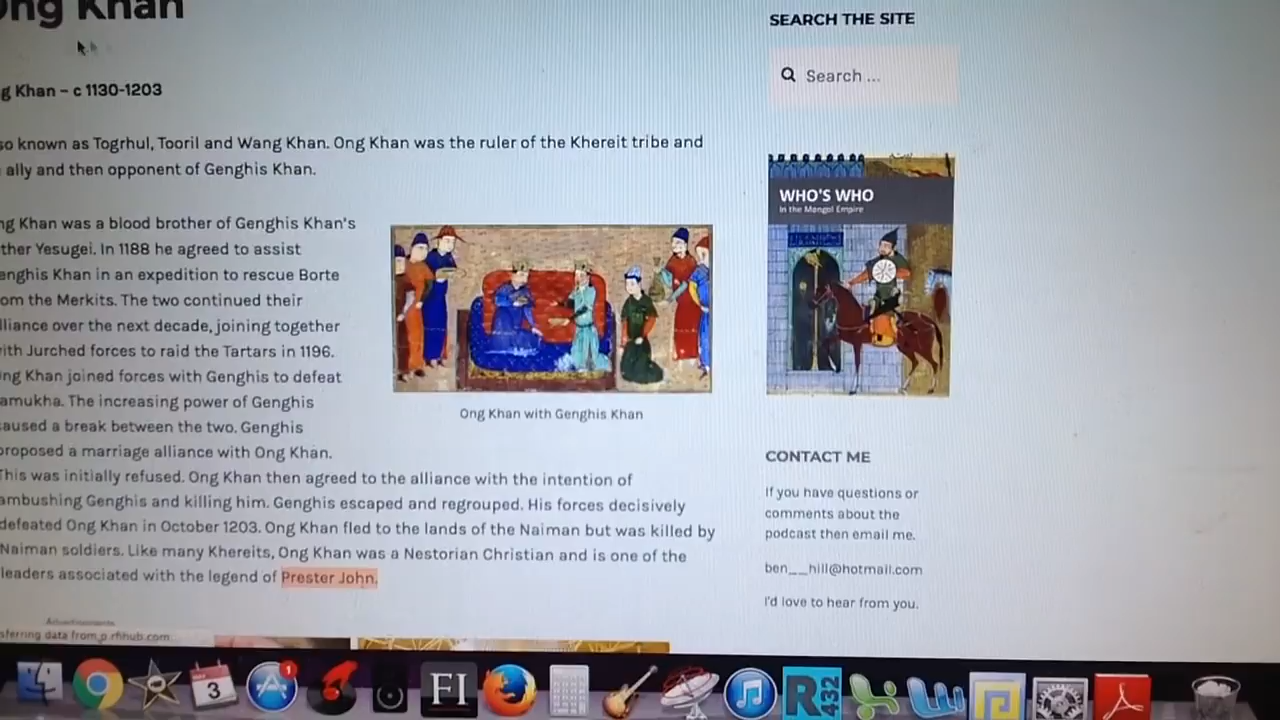 ong Khan
SEARCH THE SITE
Search ...
g Khan – c 1130-1203
so known as Togrhul, Tooril and Wang Khan. Ong Khan was the ruler of the Khereit tribe and
ally and then opponent of Genghis Khan.
ng Khan was a blood brother of Genghis Khan's
ther Yesugei. In 1188 he agreed to assist
enghis Khan in an expedition to rescue Borte
om the Merkits. The two continued their
lliance over the next decade, joining together
ith Jurched forces to raid the Tartars in 1196.
ng Khan joined forces with Genghis to defeat
amukha. The increasing power of Genghis
aused a break between the two. Genghis
proposed a marriage alliance with Ong Khan.
This was initially refused. Ong Khan then agreed to the alliance with the intention of
ambushing Genghis and killing him. Genghis escaped and regrouped. His forces decisively
defeated Ong Khan in October 1203. Ong Khan fled to the lands of the Naiman but was killed by
Naiman soldiers. Like many Khereits, Ong Khan was a Nestorian Christian and is one of the
leaders associated with the legend of Prester John.
Ong Khan with Genghis Khan
WHO'S WHO
In the Mongol Empire
CONTACT ME
If you have questions or
comments about the
podcast then email me.
ben__hill@hotmail.com
I'd love to hear from you.
Advertisements
sferring data from p.rfihub.com...
3
1
FI
R
432